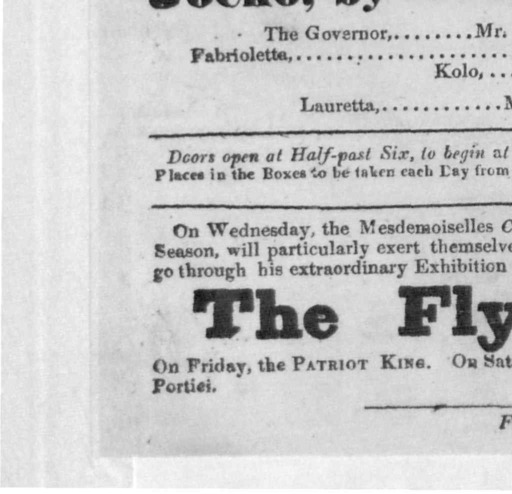 Jocko, by
The Governor,........Mr.
Fabrioletta,......................
Kolo,...
Lauretta,............M
Doors open at Half-past Six, to begin at
Places in the Boxes to be taken each Day from
On Wednesday, the Mesdemoiselles C
Season, will particularly exert themselve
go through his extraordinary Exhibition
The Fly
On Friday, the PATRIOT KING. On Sat
Portici.
F